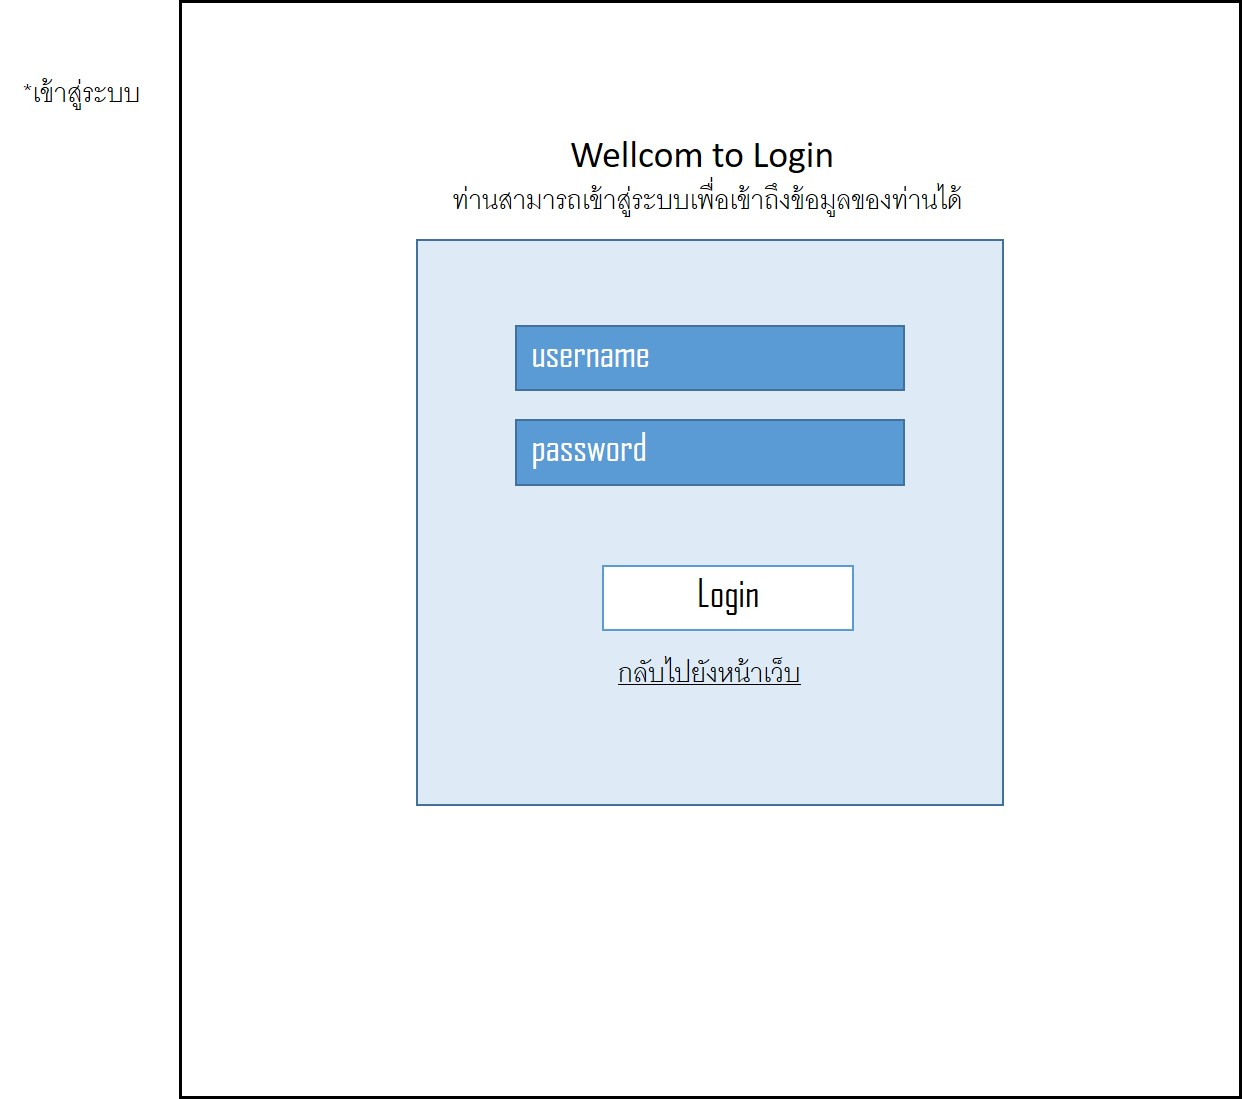 *เข้าสู่ระบบ
Wellcom to Login
ท่านสามารถเข้าสู่ระบบเพื่อเข้าถึงข้อมูลของท่านได้
username
password
Login
กลับไปยังหน้าเว็บ